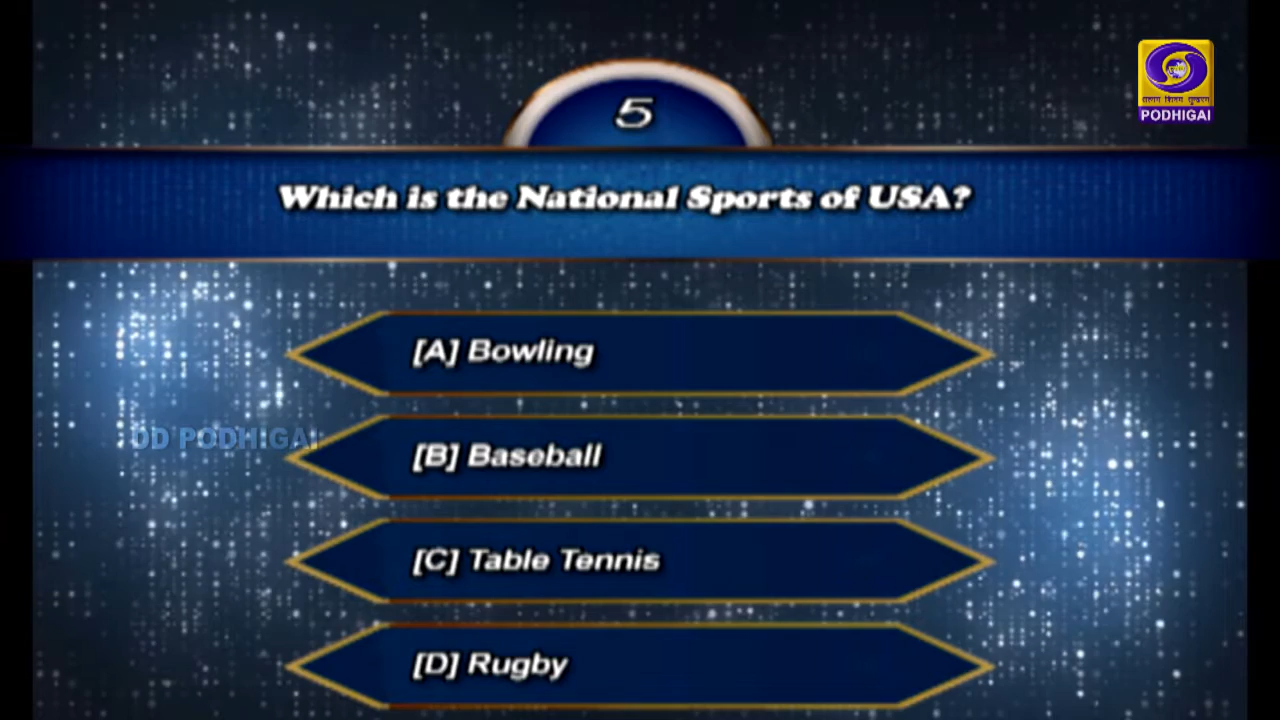 PODHIGAI
5
Which is the National Sports of USA?
[A] Bowling
DD PODHIGAI
[B] Baseball
[C] Table Tennis
[D] Rugby